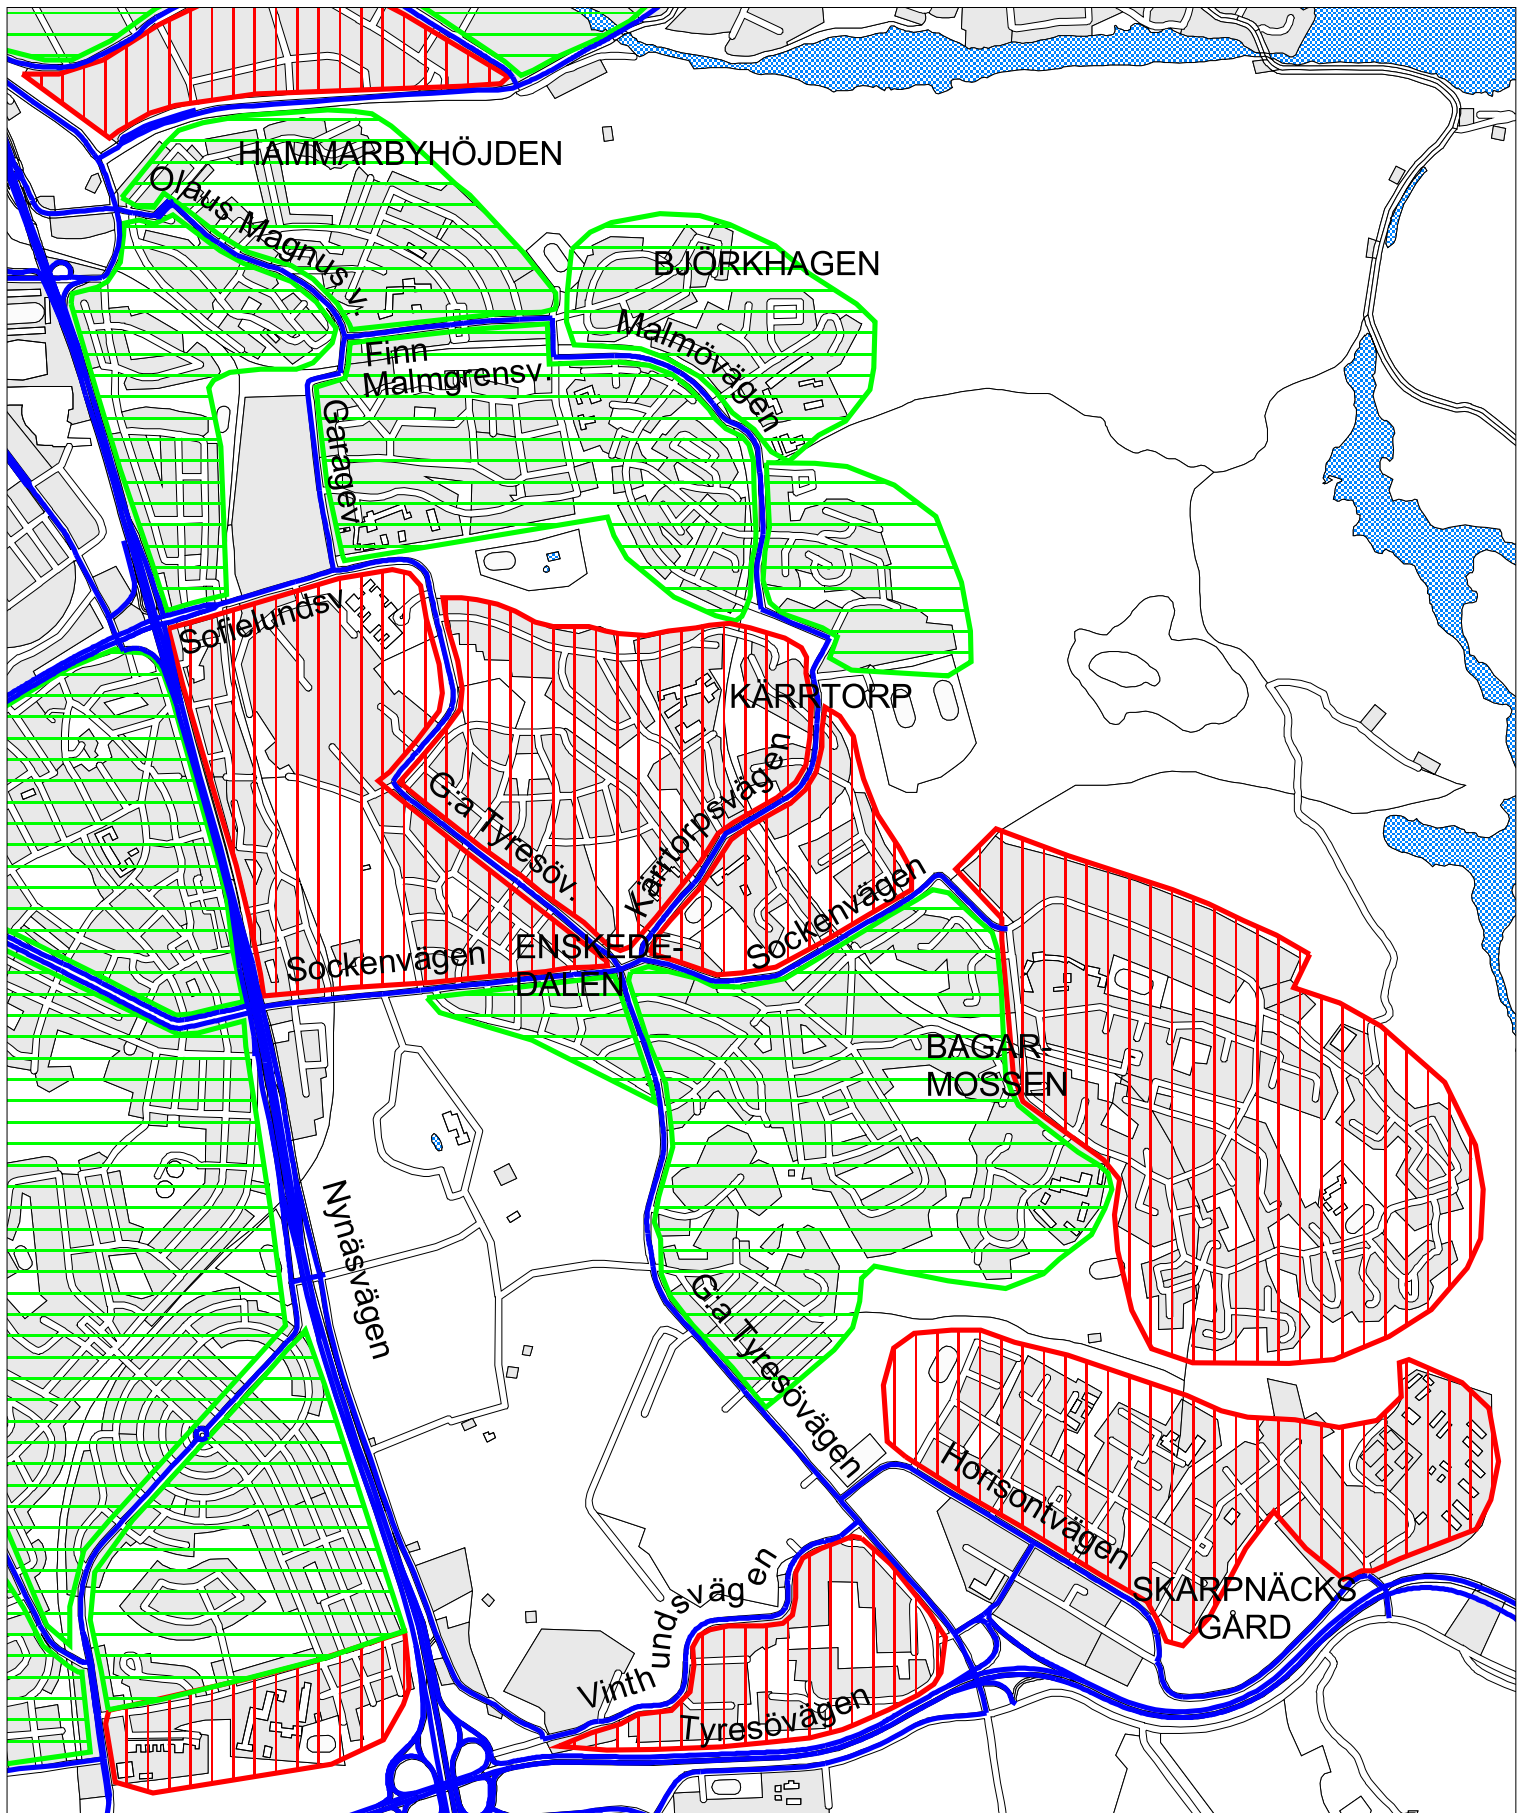 HAMMARBYHÖJDEN
Olaus Magnus v.
BJÖRKHAGEN
Malmövägen
Finn
Malmgrensv.
Garagev.
Sofielundsv.
KÄRRTORP
G:a Tyresöv.
Kärrtorpsvägen
Sockenvägen
ENSKEDE-
DALEN
Sockenvägen
BAGAR-
MOSSEN
Nynäsvägen
G:a Tyresövägen
Horisontvägen
SKARPNÄCKS
GÅRD
Vinthundsvägen
Tyresövägen